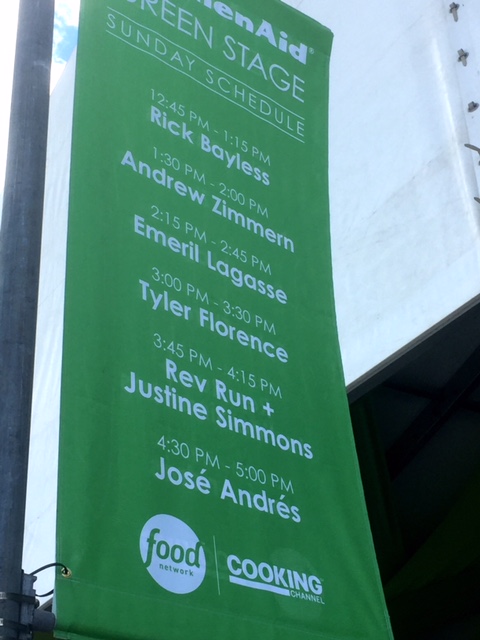 GREEN STAGE
SUNDAY SCHEDULE
12:45 PM - 1:15 PM
Rick Bayless
1:30 PM - 2:00 PM
Andrew Zimmern
2:15 PM - 2:45 PM
Emeril Lagasse
3:00 PM - 3:30 PM
Tyler Florence
3:45 PM - 4:15 PM
Rev Run +
Justine Simmons
4:30 PM - 5:00 PM
José Andrés
food
network
COOKING
CHANNEL